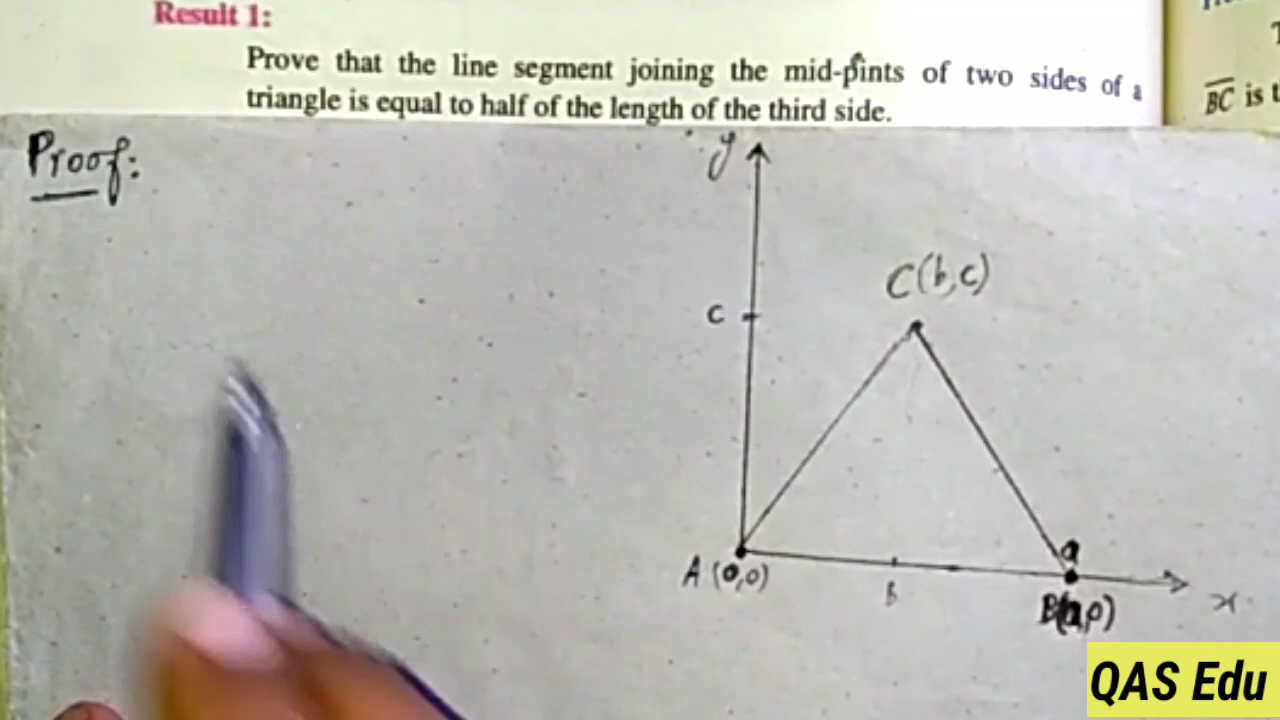 Result 1:
Prove that the line segment joining the mid-pints of two sides of a
triangle is equal to half of the length of the third side.
BC is t
Proof:
y
C(b,c)
c
a
A (0,0)
b
B(a,0)
x
QAS Edu